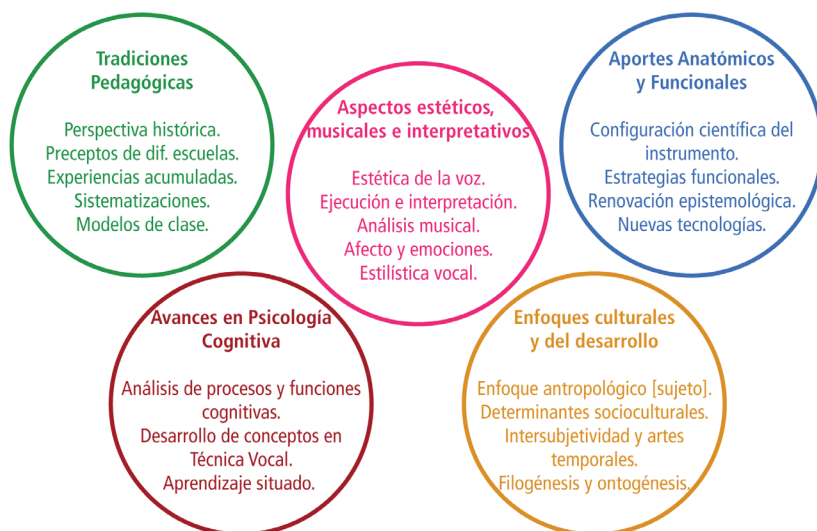 Tradiciones
Pedagógicas
Perspectiva histórica.
Preceptos de dif. escuelas.
Experiencias acumuladas.
Sistematizaciones.
Modelos de clase.
Aspectos estéticos,
musicales e interpretativos
Estética de la voz.
Ejecución e interpretación.
Análisis musical.
Afecto y emociones.
Estilística vocal.
Aportes Anatómicos
y Funcionales
Configuración científica del
instrumento.
Estrategias funcionales.
Renovación epistemológica.
Nuevas tecnologías.
Avances en Psicología
Cognitiva
Análisis de procesos y funciones
cognitivas.
Desarrollo de conceptos en
Técnica Vocal.
Aprendizaje situado.
Enfoques culturales
y del desarrollo
Enfoque antropológico [sujeto].
Determinantes socioculturales.
Intersubjetividad y artes
temporales.
Filogénesis y ontogénesis.